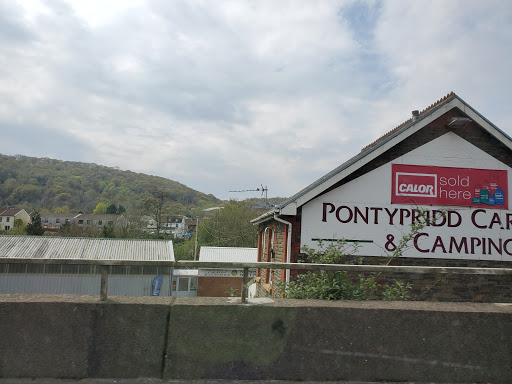 CALOR sold
here
PONTYPRIDD CAR
& CAMPING